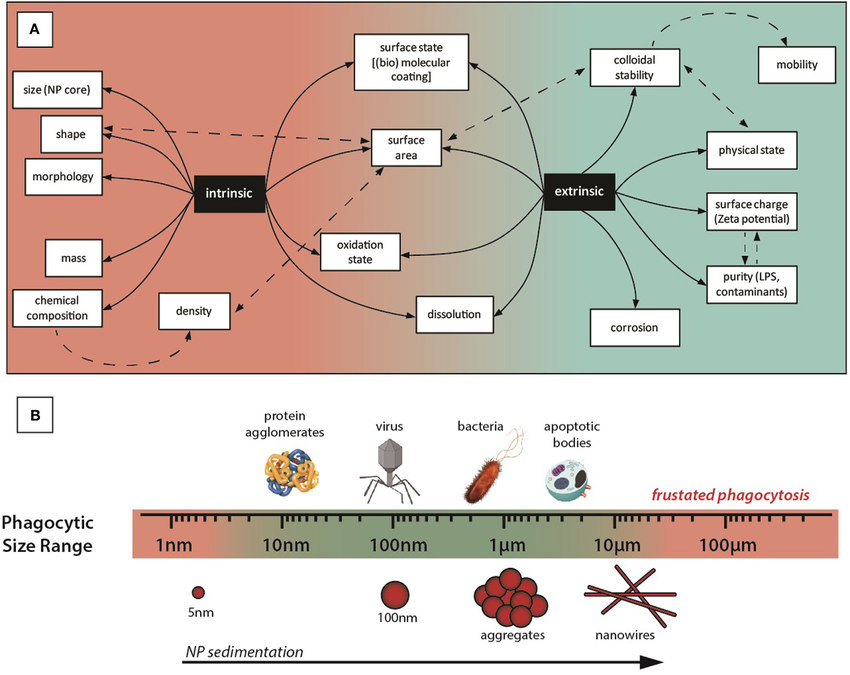 A
surface state
[(bio) molecular
coating]
colloidal
stability
mobility
size (NP core)
shape
surface
area
physical state
morphology
intrinsic
extrinsic
surface charge
(Zeta potential)
mass
oxidation
state
purity (LPS,
contaminants)
chemical
composition
density
dissolution
corrosion
B
protein
agglomerates
virus
bacteria
apoptotic
bodies
frustated phagocytosis
Phagocytic
Size Range
1nm
10nm
100nm
1μm
10μm
100μm
5nm
100nm
aggregates
nanowires
NP sedimentation